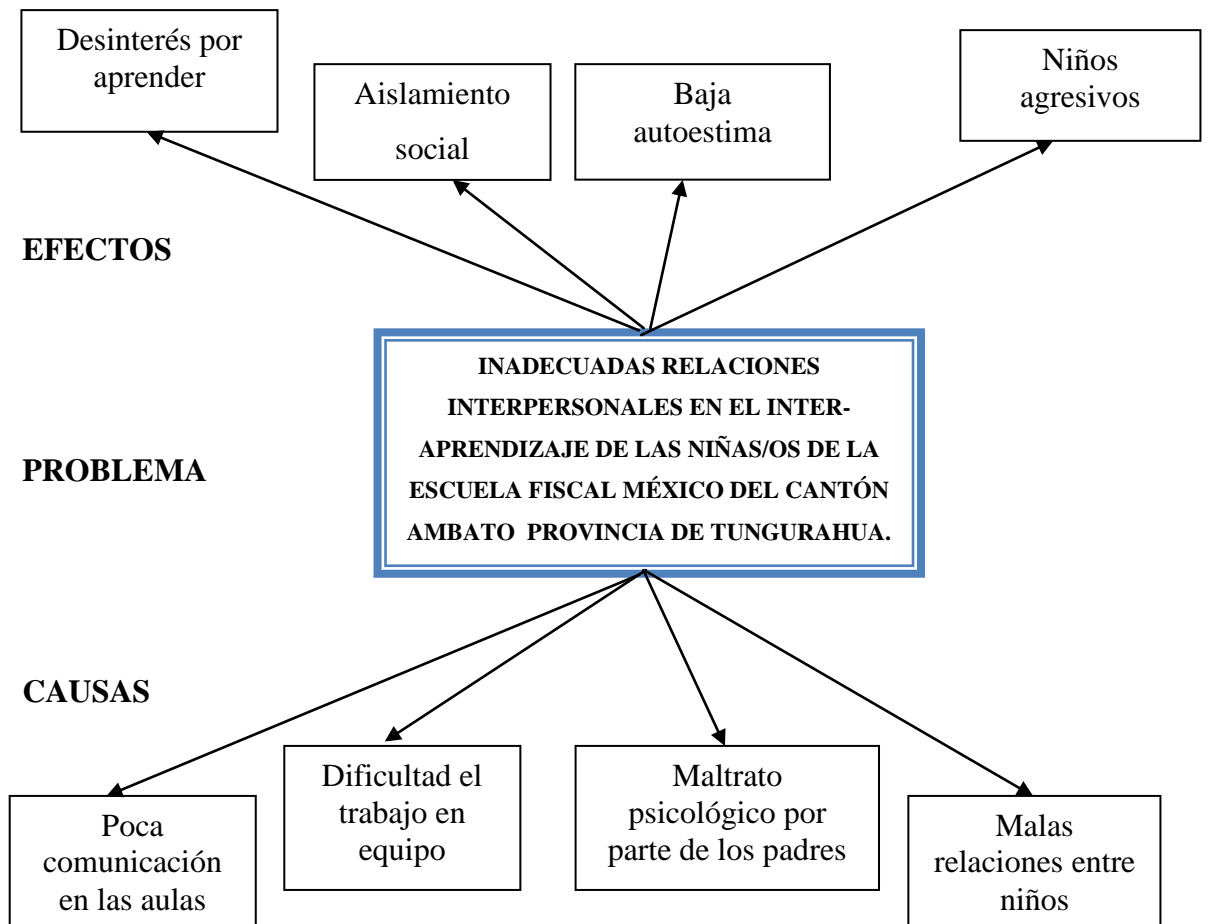 Desinterés por
aprender
Aislamiento
social
Baja
autoestima
Niños
agresivos
EFECTOS
INADECUADAS RELACIONES
INTERPERSONALES EN EL INTER-
APRENDIZAJE DE LAS NIÑAS/OS DE LA
ESCUELA FISCAL MÉXICO DEL CANTÓN
AMBATO PROVINCIA DE TUNGURAHUA.
PROBLEMA
CAUSAS
Poca
comunicación
en las aulas
Dificultad el
trabajo en
equipo
Maltrato
psicológico por
parte de los padres
Malas
relaciones entre
niños